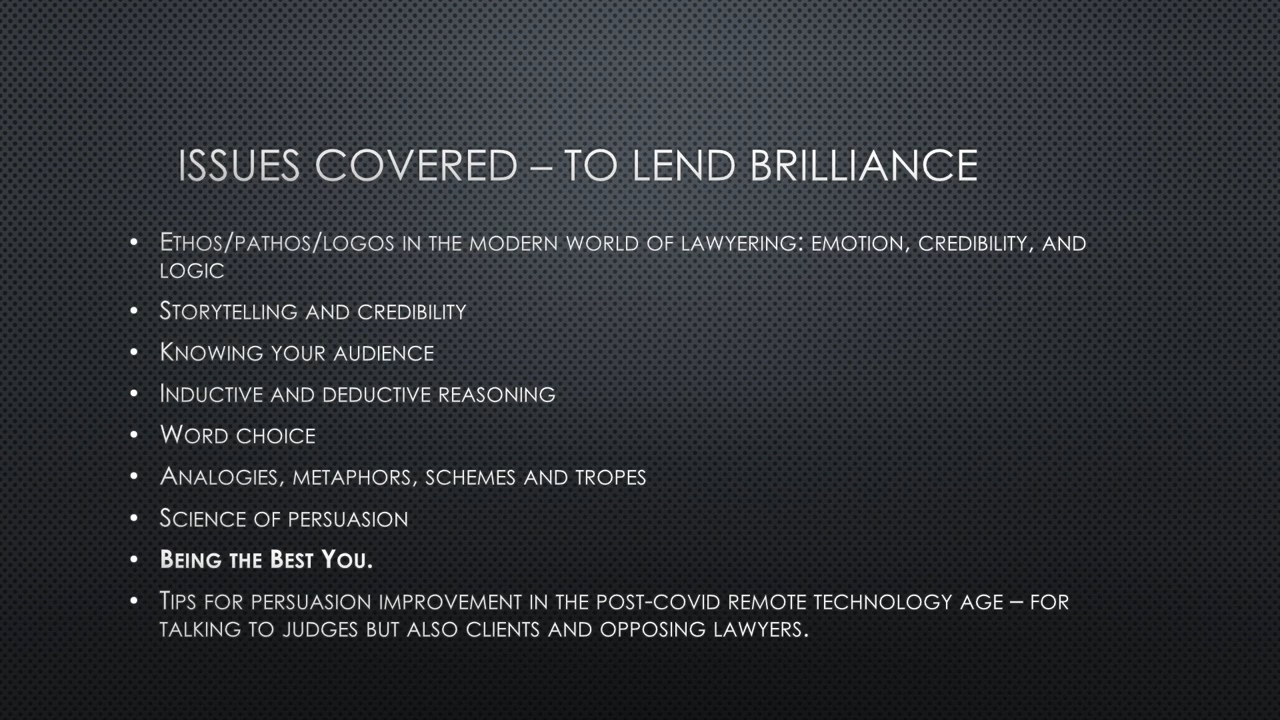 ISSUES COVERED – TO LEND BRILLIANCE
• Ethos/pathos/logos in the modern world of lawyering: emotion, credibility, and
logic
• Storytelling and credibility
• Knowing your audience
• Inductive and deductive reasoning
• Word choice
• Analogies, metaphors, schemes and tropes
• Science of persuasion
• Being the Best You.
• Tips for persuasion improvement in the post-covid remote technology age – for
talking to judges but also clients and opposing lawyers.